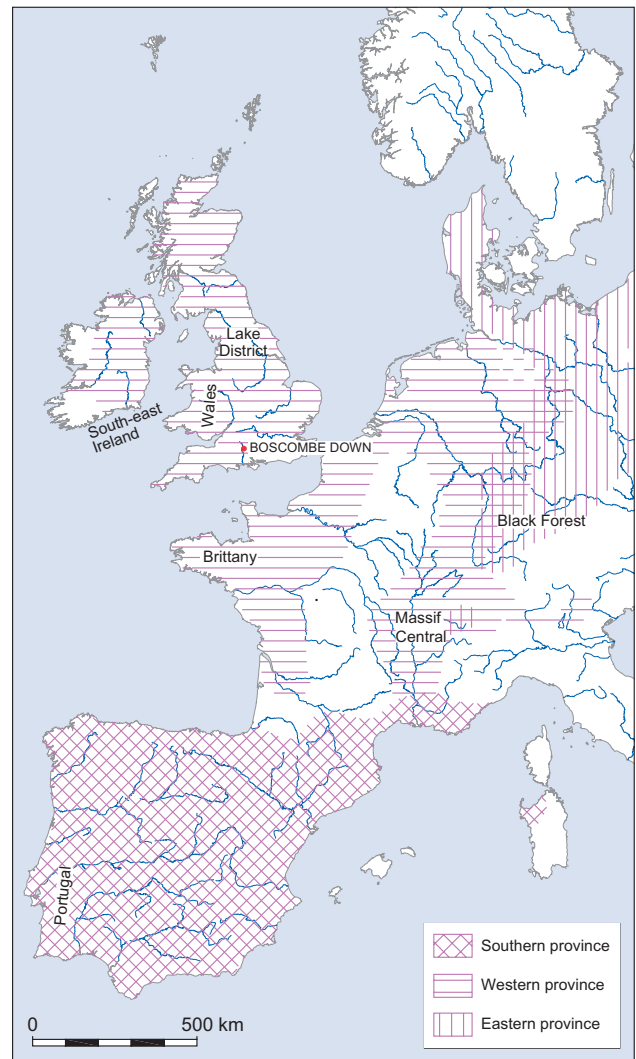 Lake
District
Wales
South-east
Ireland
BOSCOMBE DOWN
Black Forest
Brittany
Massif
Central
Portugal
Southern province
Western province
Eastern province
0 500 km